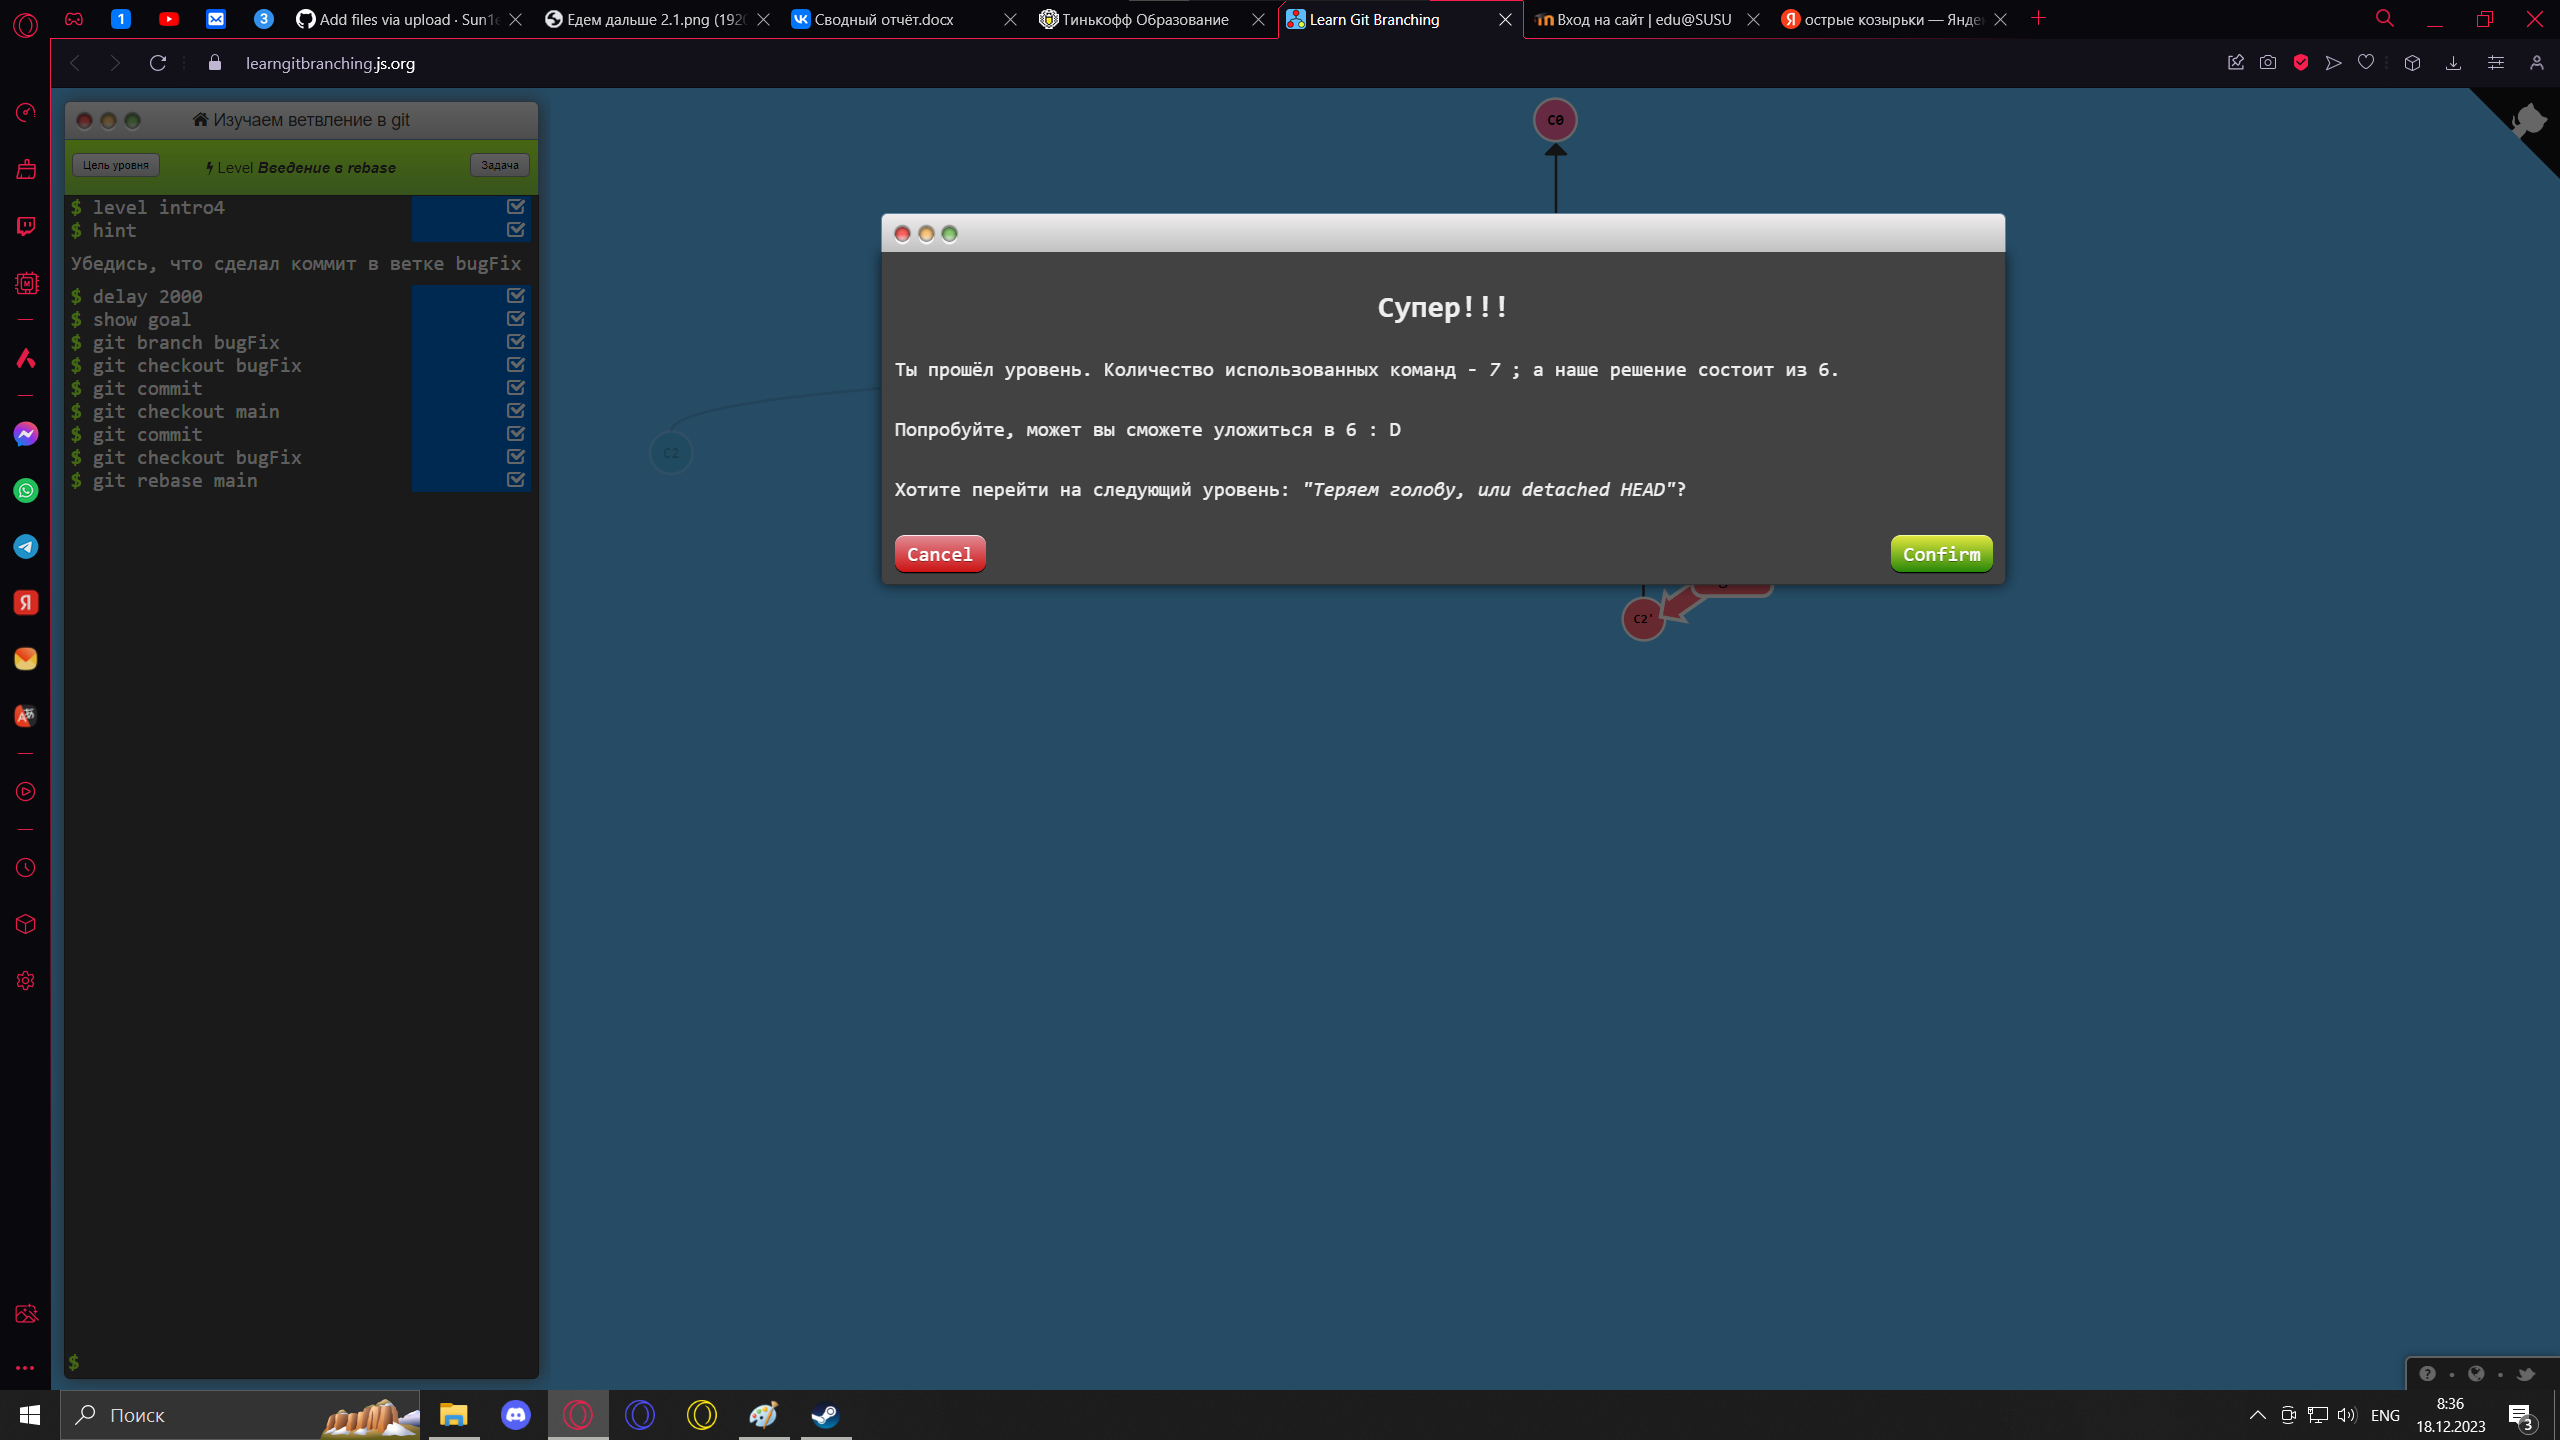 1
3
Add files via upload · Sun1e
Едем дальше 2.1.png (1920
Сводный отчёт.docx
Тинькофф Образование
Learn Git Branching
Вход на сайт | edu@SUSU
острые козырьки — Янде
learngitbranching.js.org
Изучаем ветвление в git
Цель уровня
Level Введение в rebase
Задача
$ level intro4
$ hint
Убедись, что сделал коммит в ветке bugFix
$ delay 2000
$ show goal
$ git branch bugFix
$ git checkout bugFix
$ git commit
$ git checkout main
$ git commit
$ git checkout bugFix
$ git rebase main
$
C0
C2
Супер!!!
Ты прошёл уровень. Количество использованных команд - 7 ; а наше решение состоит из 6.
Попробуйте, может вы сможете уложиться в 6 : D
Хотите перейти на следующий уровень: "Теряем голову, или detached HEAD"?
Cancel
Confirm
C2'
Поиск
ENG
8:36
18.12.2023
3